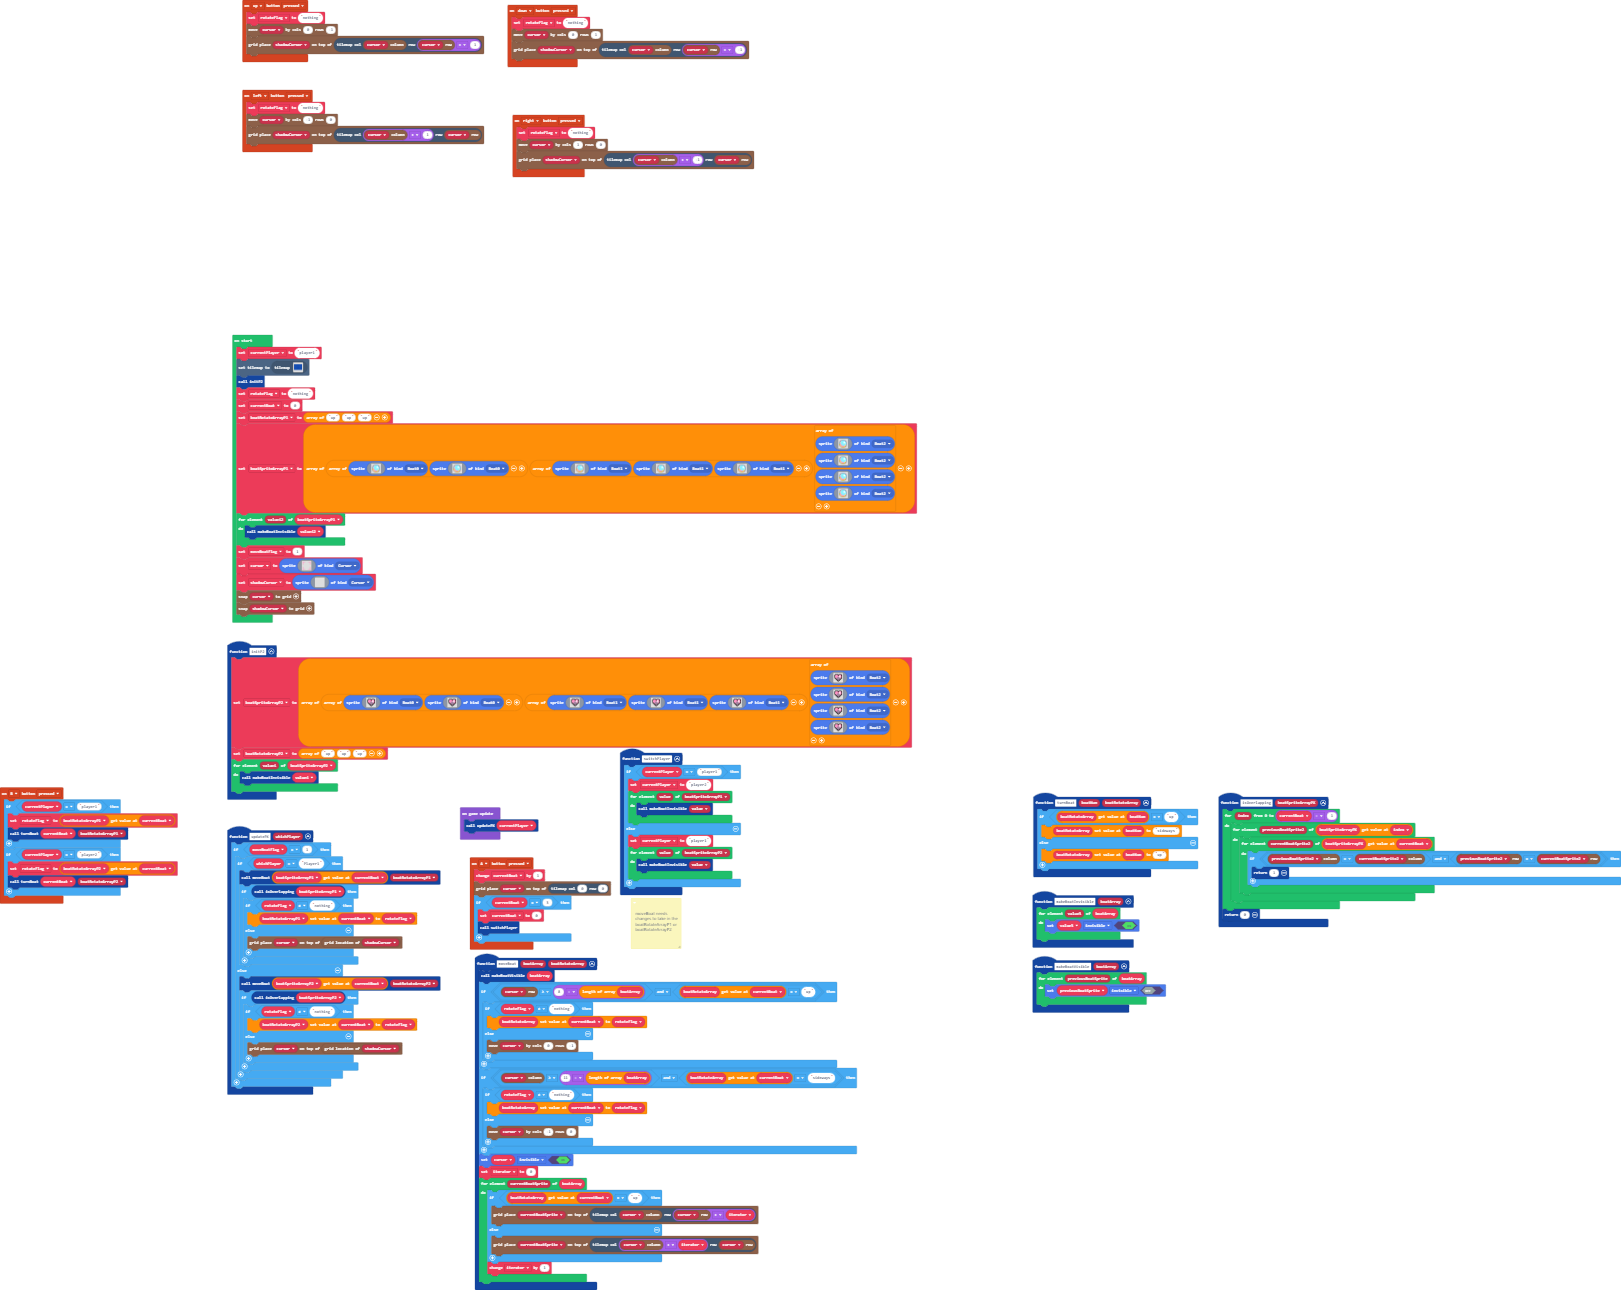 on up button pressed
set rotateFlag to nothing
move cursor by cols 0 rows -1
grid place shadowCursor on top of tilemap col cursor column row cursor row
on down button pressed
set rotateFlag to nothing
move cursor by cols 0 rows 1
grid place shadowCursor on top of tilemap col cursor column row cursor row
on left button pressed
set rotateFlag to nothing
move cursor by cols -1 rows 0
grid place shadowCursor on top of tilemap col cursor column row cursor row
on right button pressed
set rotateFlag to nothing
move cursor by cols 1 rows 0
grid place shadowCursor on top of tilemap col cursor column row cursor row
on start
set currentPlayer to player1
set tilemap to tilemap
call initP2
set rotateFlag to nothing
set currentBoat to 0
set boatRotateArrayP1 to array of up up up
array of
sprite of kind Boat2
sprite of kind Boat2
set boatSpriteArrayP1 to array of array of sprite of kind Boat0 sprite of kind Boat0 array of sprite of kind Boat1 sprite of kind Boat1 sprite of kind Boat1
sprite of kind Boat2
sprite of kind Boat2
for element value2 of boatSpriteArrayP1
do call makeBoatInvisible value2
set moveBoatFlag to 1
set cursor to sprite of kind Cursor
set shadowCursor to sprite of kind Cursor
snap cursor to grid
snap shadowCursor to grid
function initP2
array of
sprite of kind Boat2
sprite of kind Boat2
set boatSpriteArrayP2 to array of array of sprite of kind Boat0 sprite of kind Boat0 array of sprite of kind Boat1 sprite of kind Boat1 sprite of kind Boat1
sprite of kind Boat2
sprite of kind Boat2
set boatRotateArrayP2 to array of up up up
for element value4 of boatSpriteArrayP2
do call makeBoatInvisible value4
on B button pressed
if currentPlayer = player1 then
set rotateFlag to boatRotateArrayP1 get value at currentBoat
call turnBoat currentBoat boatRotateArrayP1
if currentPlayer = player2 then
set rotateFlag to boatRotateArrayP2 get value at currentBoat
call turnBoat currentBoat boatRotateArrayP2
function updatePX whichPlayer
if moveBoatFlag = 1 then
if whichPlayer = Player1 then
call moveBoat boatSpriteArrayP1 get value at currentBoat boatRotateArrayP1
if call isOverlapping boatSpriteArrayP1 then
if rotateFlag = nothing then
boatRotateArrayP1 set value at currentBoat to rotateFlag
else
grid place cursor on top of grid location of shadowCursor
else
call moveBoat boatSpriteArrayP2 get value at currentBoat boatRotateArrayP2
if call isOverlapping boatSpriteArrayP2 then
if rotateFlag = nothing then
boatRotateArrayP2 set value at currentBoat to rotateFlag
else
grid place cursor on top of grid location of shadowCursor
on game update
call updatePX currentPlayer
on A button pressed
change currentBoat by 1
grid place cursor on top of tilemap col 0 row 0
if currentBoat = 3 then
set currentBoat to 0
call switchPlayer
function switchPlayer
if currentPlayer = player1 then
set currentPlayer to player2
for element value of boatSpriteArrayP1
do call makeBoatInvisible value
else
set currentPlayer to player1
for element value of boatSpriteArrayP2
do call makeBoatInvisible value
moveBoat needs
changes to take in the
boatRotateArrayP1 or
boatRotateArrayP2
function moveBoat boatArray boatRotateArray
call makeBoatVisible boatArray
if cursor row length of array boatArray and boatRotateArray get value at currentBoat = up then
if rotateFlag = nothing then
boatRotateArray set value at currentBoat to rotateFlag
else
move cursor by cols 0 rows -1
if cursor column length of array boatArray and boatRotateArray get value at currentBoat = sideways then
if rotateFlag = nothing then
boatRotateArray set value at currentBoat to rotateFlag
else
move cursor by cols -1 rows 0
set cursor invisible
set iterator to 0
for element currentBoatSprite of boatArray
do if boatRotateArray get value at currentBoat = up then
grid place currentBoatSprite on top of tilemap col cursor column row cursor row + iterator
else
grid place currentBoatSprite on top of tilemap col cursor column + iterator row cursor row
change iterator by 1
function turnBoat boatNum boatRotateArray
if boatRotateArray get value at boatNum = up then
boatRotateArray set value at boatNum to sideways
else
boatRotateArray set value at boatNum to up
function makeBoatInvisible boatArray
for element value3 of boatArray
do set value3 invisible
function makeBoatVisible boatArray
for element previousBoatSprite of boatArray
do set previousBoatSprite invisible
function isOverlapping boatSpriteArrayPX
for index from 0 to currentBoat - 1
do for element previousBoatSprite2 of boatSpriteArrayPX get value at index
do for element currentBoatSprite2 of boatSpriteArrayPX get value at currentBoat
do if previousBoatSprite2 column = currentBoatSprite2 column and previousBoatSprite2 row = currentBoatSprite2 row then
return 1
return 0